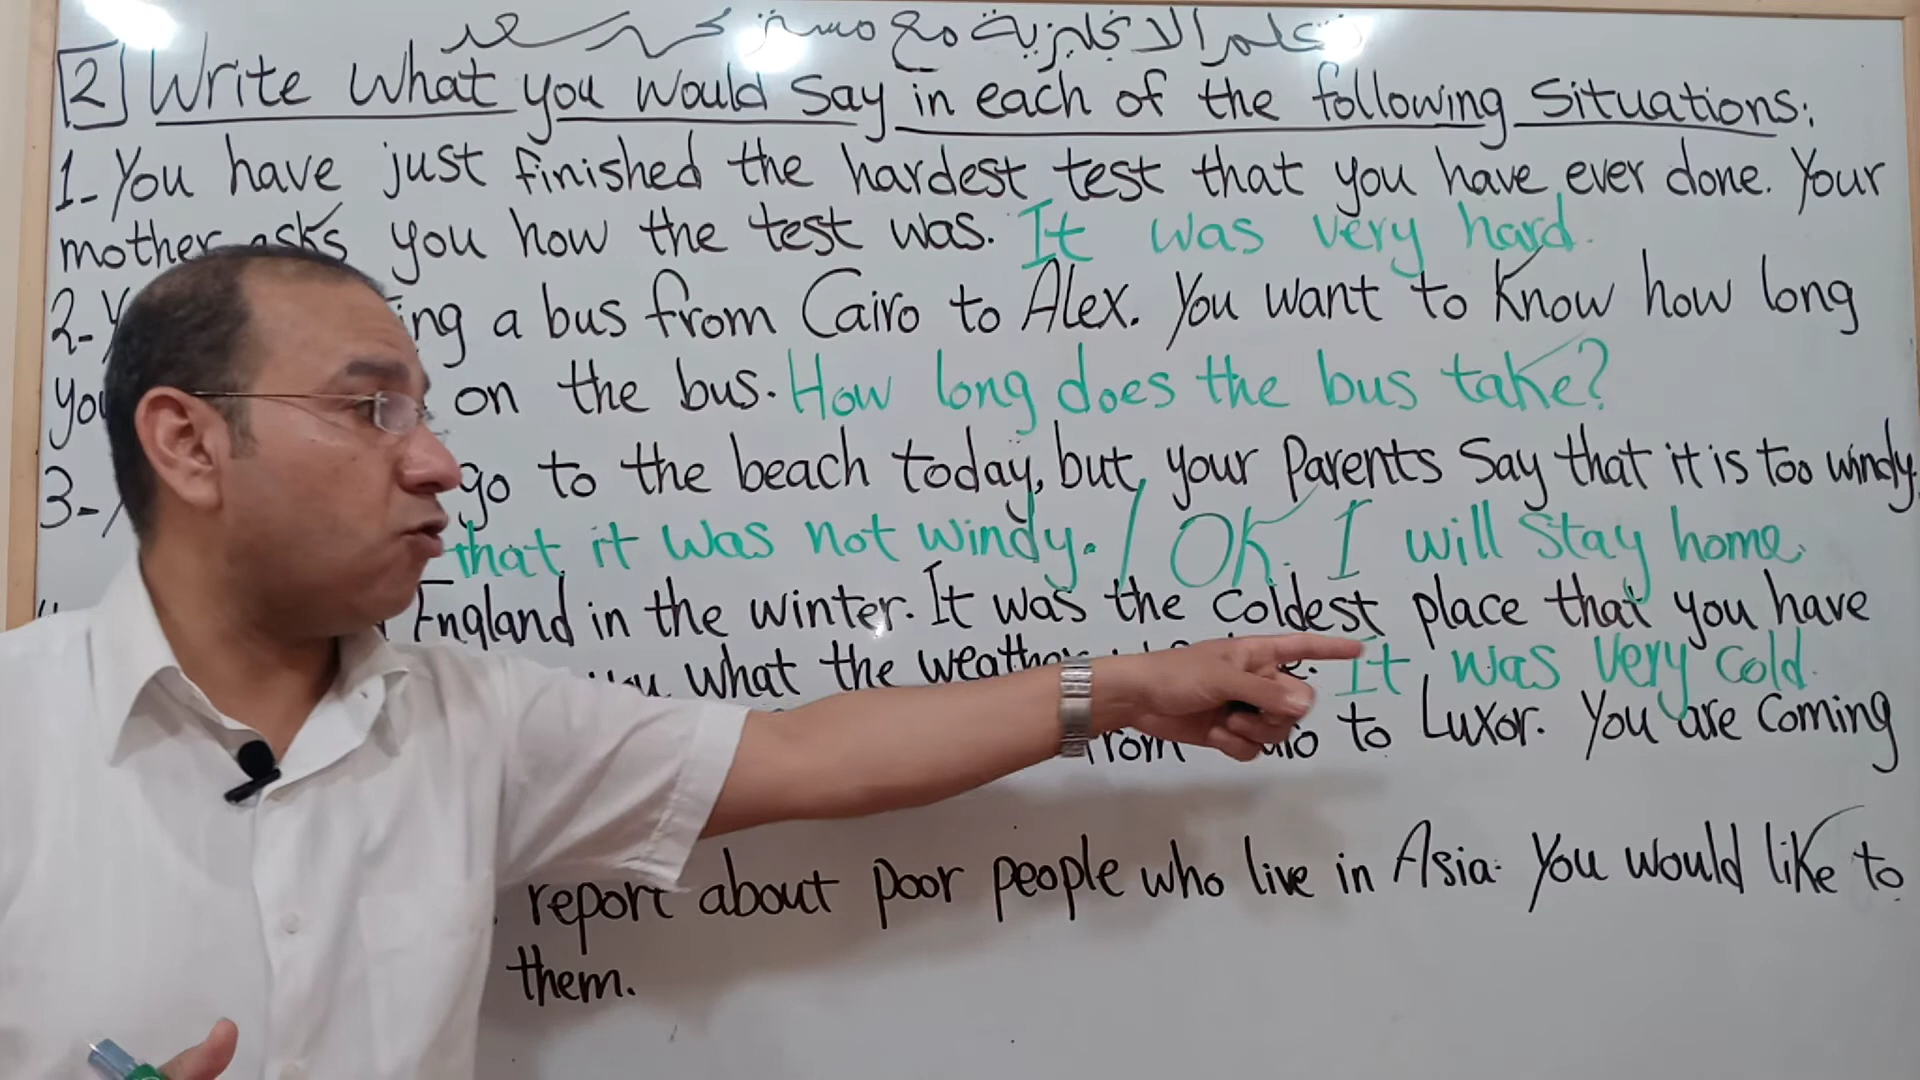 تعلم الانجليزية مع مستر محمد سعد
2 Write what you would say in each of the following situations:
1- You have just finished the hardest test that you have ever done. Your
mother asks you how the test was. It was very hard.
2- ing a bus from Cairo to Alex. You want to know how long
you on the bus. How long does the bus take?
3- go to the beach today, but your parents say that it is too windy.
that it was not windy. / OK. I will stay home.
England in the winter. It was the coldest place that you have
you what the weather It was very cold.
from to Luxor. You are coming
report about poor people who live in Asia. You would like to
them.